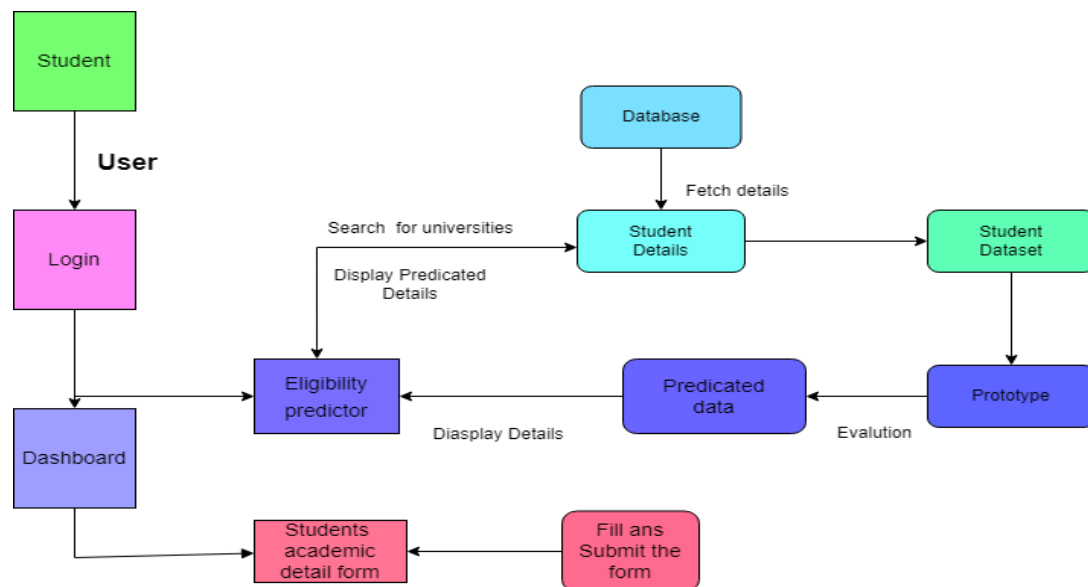 Student
User
Database
Fetch details
Search for universities
Student
Details
Student
Dataset
Login
Display Predicated
Details
Eligibility
predictor
Predicated
data
Prototype
Diasplay Details
Evalution
Dashboard
Students
academic
detail form
Fill ans
Submit the
form